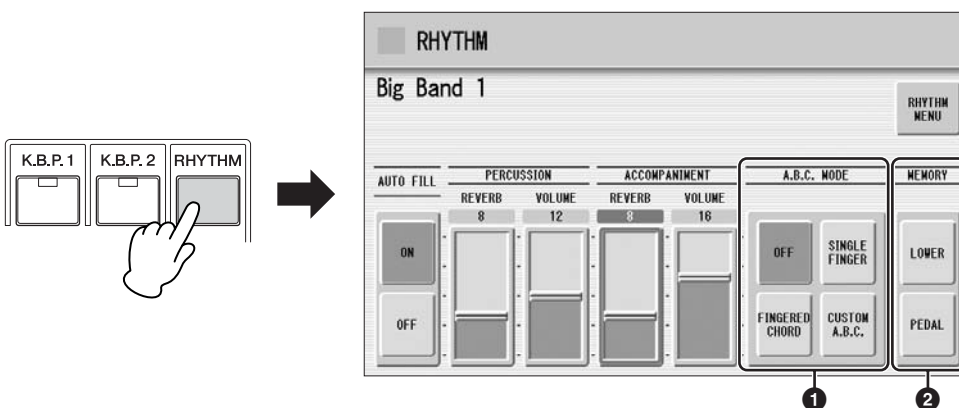 K.B.P. 1 K.B.P. 2 RHYTHM
RHYTHM
Big Band 1
RHYTHM
MENU
AUTO FILL PERCUSSION ACCOMPANIMENT A.B.C. MODE MEMORY
REVERB VOLUME REVERB VOLUME
8 12 8 16
ON OFF SINGLE
FINGER LOWER
OFF FINGERED
CHORD CUSTOM
A.B.C. PEDAL
1 2